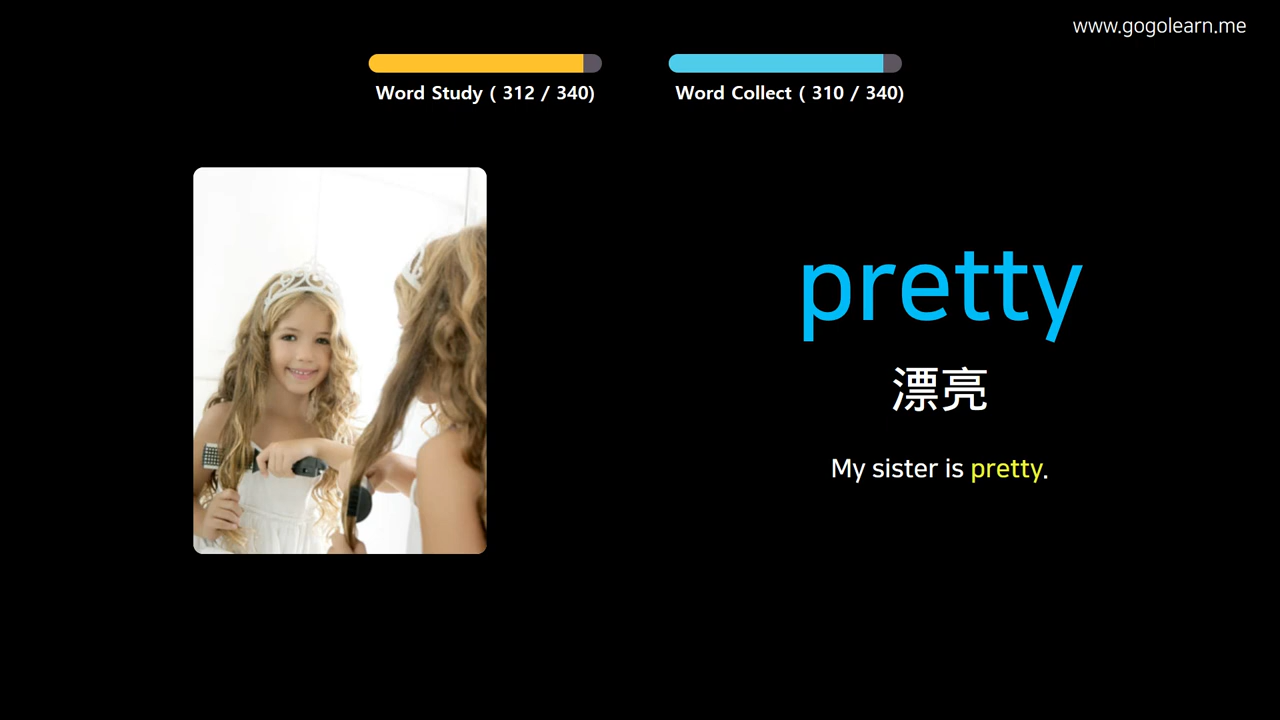 www.gogolearn.me
Word Study ( 312 / 340)
Word Collect ( 310 / 340)
pretty
漂亮
My sister is pretty.